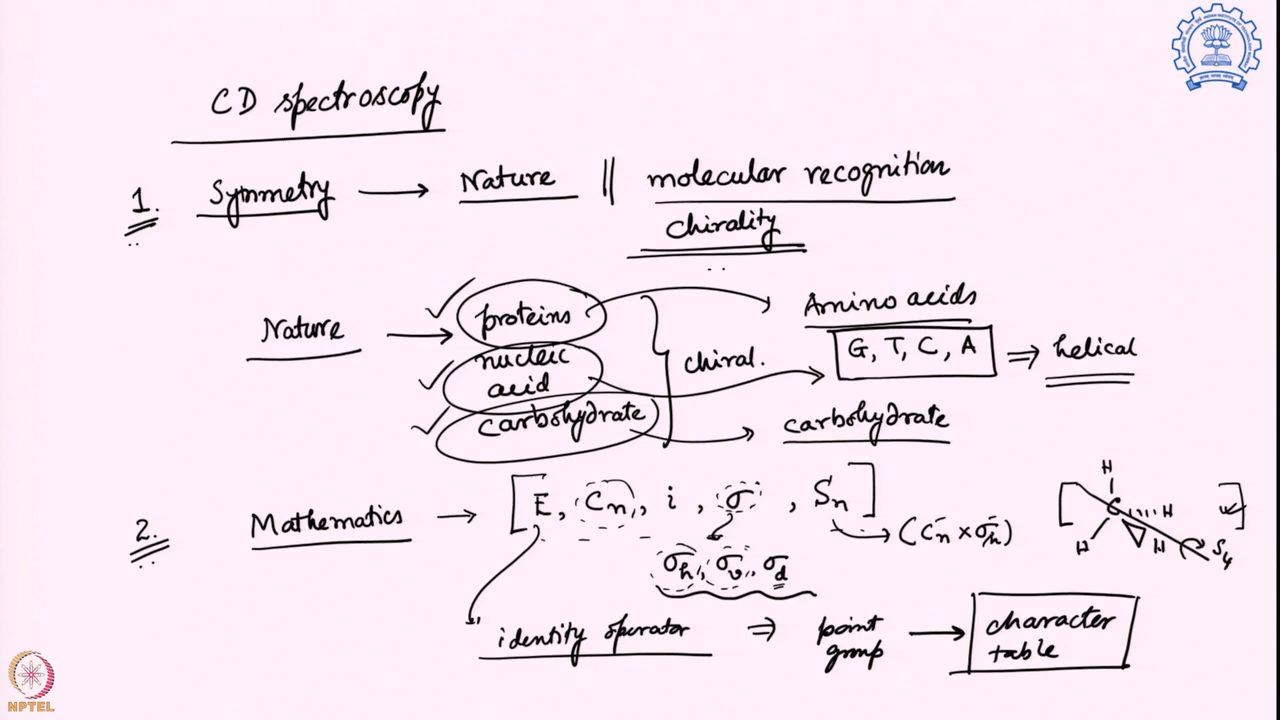 CD spectroscopy
1. Symmetry → Nature || molecular recognition
chirality
Nature → proteins
nucleic
acid
carbohydrate
chiral.
Amino acids
G, T, C, A ⇒ helical
carbohydrate
2. Mathematics → [E, Cn, i, σ, Sn]
→ (Cn × σh)
σh, σv, σd
H
C H
H H S4
identity operator ⇒ point
group → character
table
NPTEL